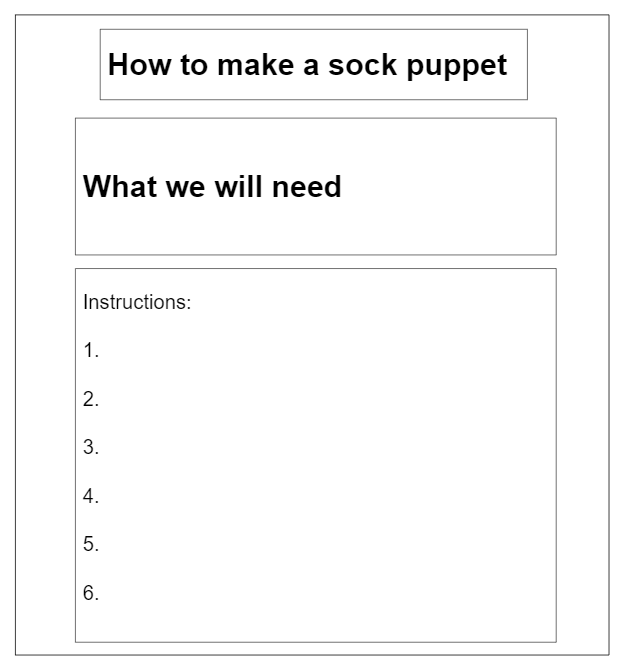 How to make a sock puppet
What we will need
Instructions:
1.
2.
3.
4.
5.
6.